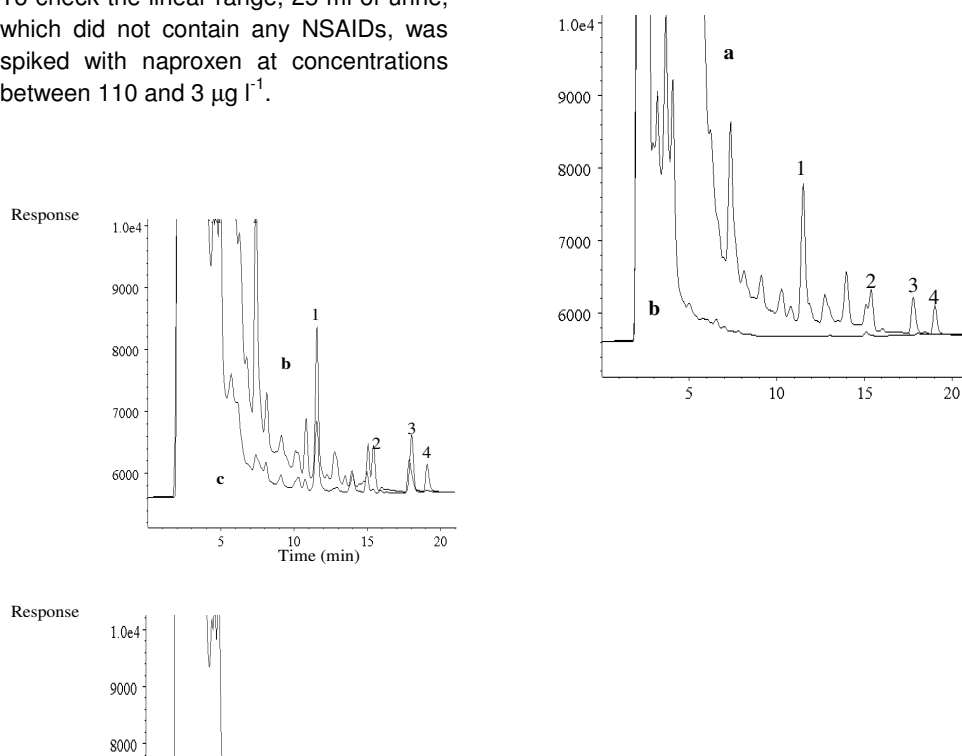 To check the linear range, 25 ml of urine,
which did not contain any NSAIDs, was
spiked with naproxen at concentrations
between 110 and 3 μg l-1.
Response
1.0e4
9000
8000
7000
6000
1
b
c
2
3
4
5 10 15 20
Time (min)
Response
1.0e4
9000
8000
1.0e4
9000
8000
7000
6000
a
b
1
2
3
4
5 10 15 20